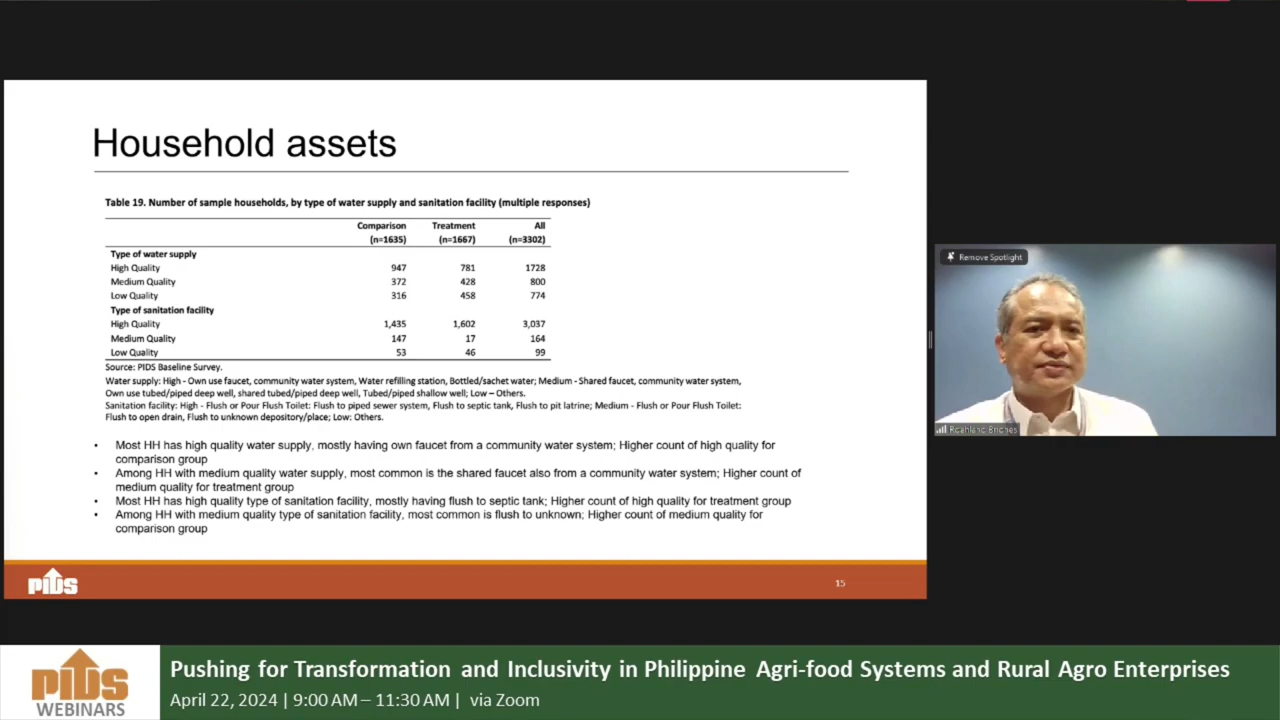 Household assets
Table 19. Number of sample households, by type of water supply and sanitation facility (multiple responses)
Comparison Treatment All
(n=1635) (n=1667) (n=3302)
Type of water supply
High Quality 947 781 1728
Medium Quality 372 428 800
Low Quality 316 458 774
Type of sanitation facility
High Quality 1,435 1,602 3,037
Medium Quality 147 17 164
Low Quality 53 46 99
Source: PIDS Baseline Survey.
Water supply: High - Own use faucet, community water system, Water refilling station, Bottled/sachet water; Medium - Shared faucet, community water system,
Own use tubed/piped deep well, shared tubed/piped deep well, Tubed/piped shallow well; Low – Others.
Sanitation facility: High - Flush or Pour Flush Toilet: Flush to piped sewer system, Flush to septic tank, Flush to pit latrine; Medium - Flush or Pour Flush Toilet:
Flush to open drain, Flush to unknown depository/place; Low: Others.
• Most HH has high quality water supply, mostly having own faucet from a community water system; Higher count of high quality for
comparison group
• Among HH with medium quality water supply, most common is the shared faucet also from a community water system; Higher count of
medium quality for treatment group
• Most HH has high quality type of sanitation facility, mostly having flush to septic tank; Higher count of high quality for treatment group
• Among HH with medium quality type of sanitation facility, most common is flush to unknown; Higher count of medium quality for
comparison group
PIDS
15
Remove Spotlight
Roehlano Briones
PIDS
WEBINARS
Pushing for Transformation and Inclusivity in Philippine Agri-food Systems and Rural Agro Enterprises
April 22, 2024 | 9:00 AM – 11:30 AM | via Zoom